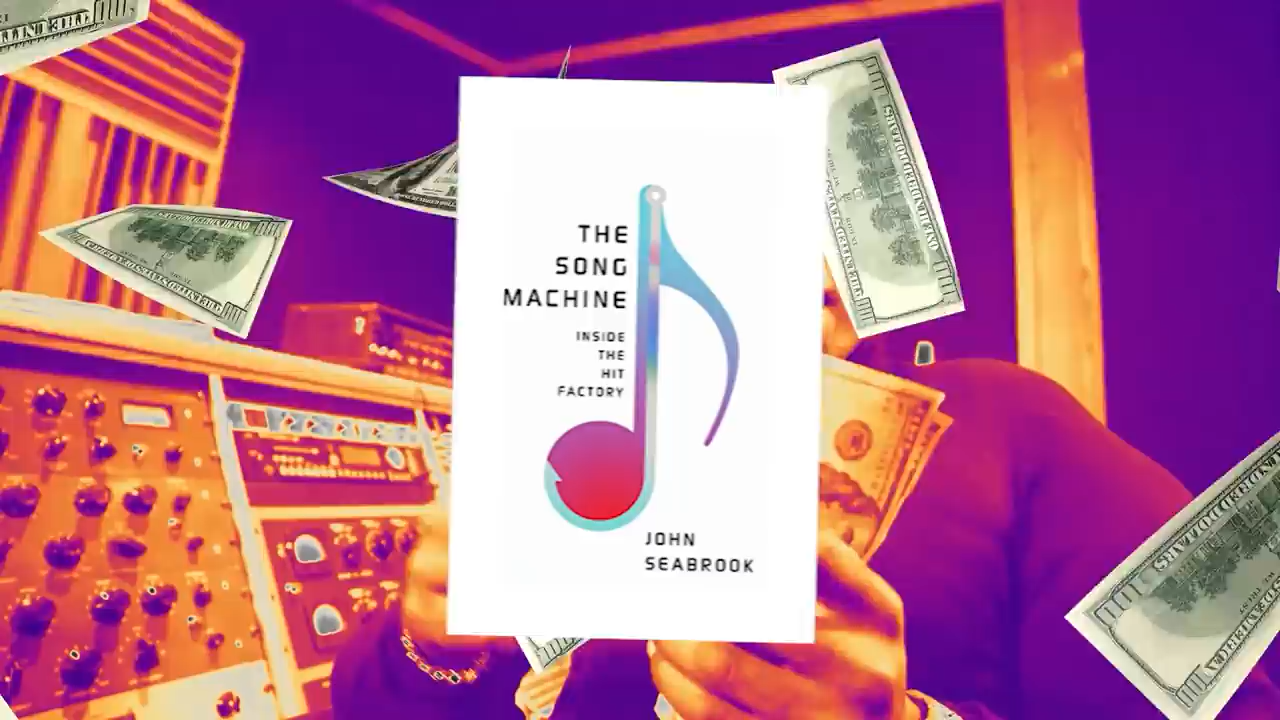 THE
SONG
MACHINE
INSIDE
THE
HIT
FACTORY
JOHN
SEABROOK